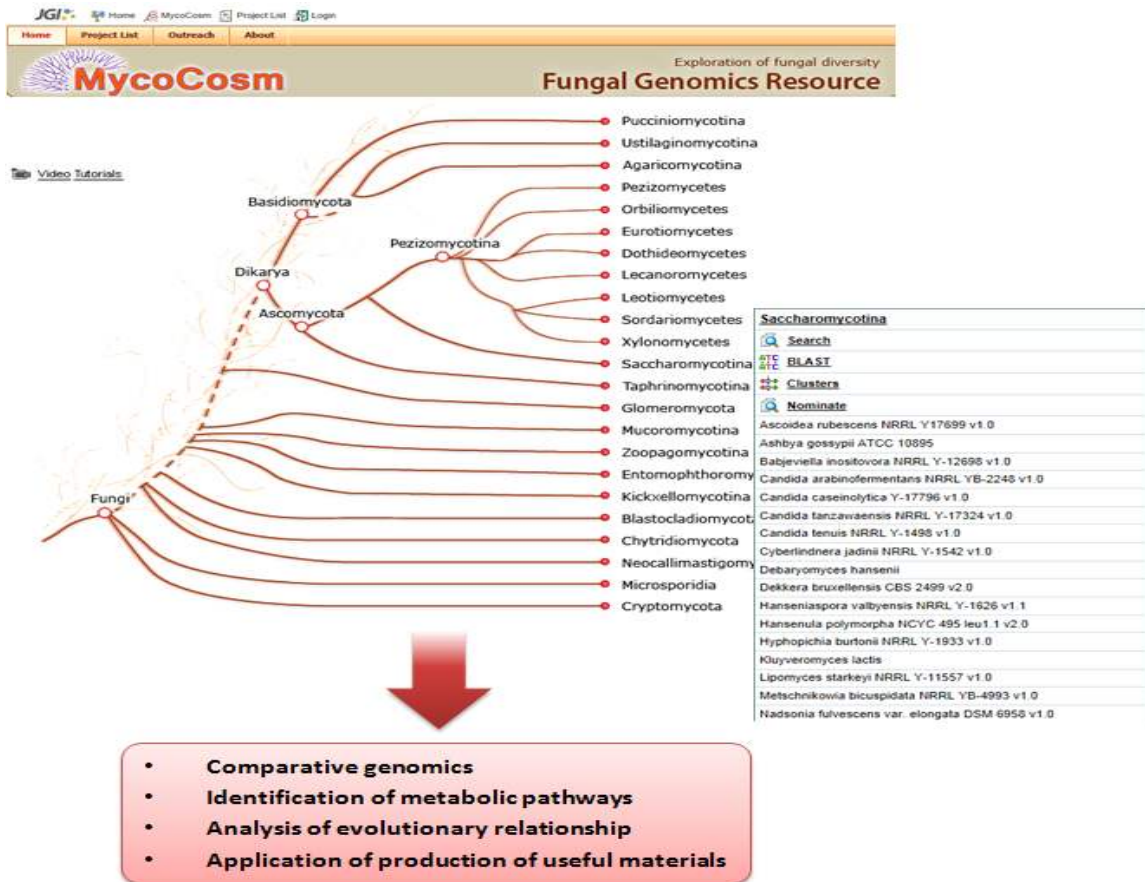 JGI Home MycoCosm Project List Login
Home Project List Outreach About
MycoCosm
Exploration of fungal diversity
Fungal Genomics Resource
Video Tutorials
Pucciniomycotina
Ustilaginomycotina
Agaricomycotina
Pezizomycetes
Orbiliomycetes
Eurotiomycetes
Dothideomycetes
Lecanoromycetes
Leotiomycetes
Sordariomycetes
Xylonomycetes
Saccharomycotina
Taphrinomycotina
Glomeromycota
Mucoromycotina
Zoopagomycotina
Entomophthoromy
Kickxellomycotina
Blastocladiomycot
Chytridiomycota
Neocallimastigomy
Microsporidia
Cryptomycota
Basidiomycota
Pezizomycotina
Dikarya
Ascomycota
Fungi
Saccharomycotina
Search
BLAST
Clusters
Nominate
Ascoidea rubescens NRRL Y17699 v1.0
Ashbya gossypii ATCC 10895
Babjeviella inositovora NRRL Y-12698 v1.0
Candida arabinofermentans NRRL YB-2248 v1.0
Candida caseinolytica Y-17796 v1.0
Candida tanzawaensis NRRL Y-17324 v1.0
Candida tenuis NRRL Y-1498 v1.0
Cyberlindnera jadinii NRRL Y-1542 v1.0
Debaryomyces hansenii
Dekkera bruxellensis CBS 2499 v2.0
Hanseniaspora valbyensis NRRL Y-1626 v1.1
Hansenula polymorpha NCYC 495 leu1.1 v2.0
Hyphopichia burtonii NRRL Y-1933 v1.0
Kluyveromyces lactis
Lipomyces starkeyi NRRL Y-11557 v1.0
Metschnikowia bicuspidata NRRL YB-4993 v1.0
Nadsonia fulvescens var. elongata DSM 6958 v1.0
• Comparative genomics
• Identification of metabolic pathways
• Analysis of evolutionary relationship
• Application of production of useful materials